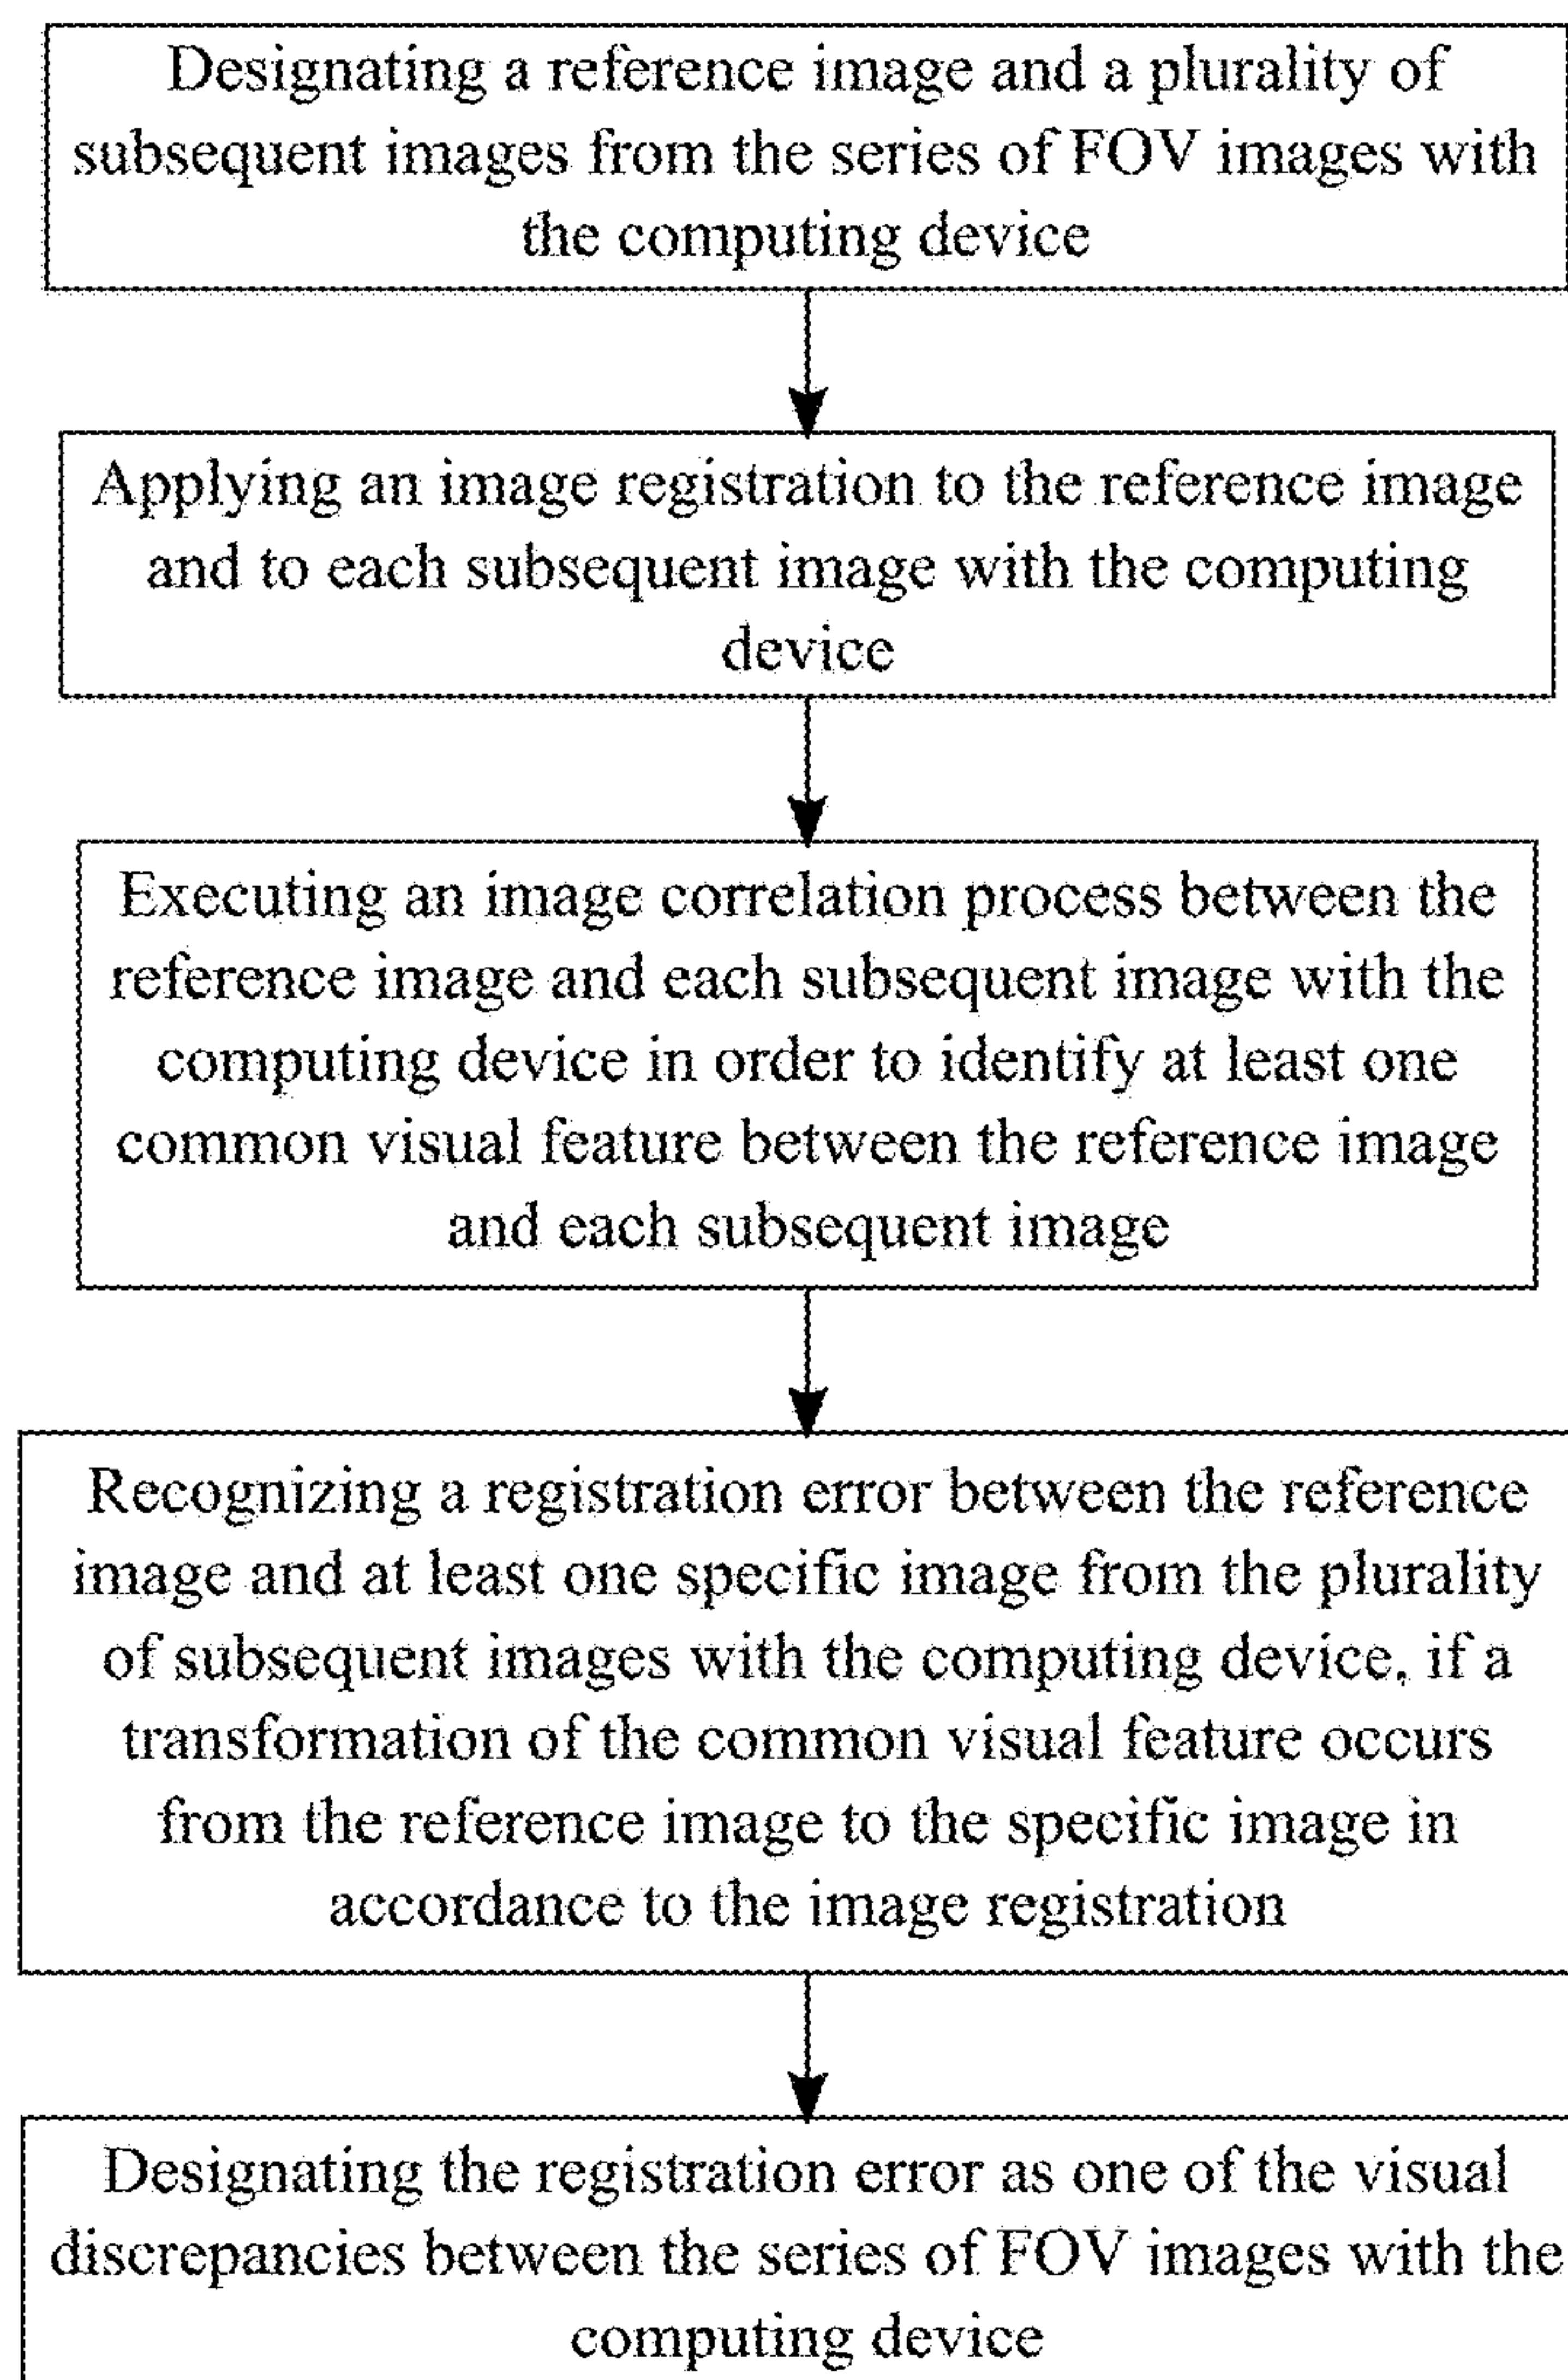 Designating a reference image and a plurality of
subsequent images from the series of FOV images with
the computing device
Applying an image registration to the reference image
and to each subsequent image with the computing
device
Executing an image correlation process between the
reference image and each subsequent image with the
computing device in order to identify at least one
common visual feature between the reference image
and each subsequent image
Recognizing a registration error between the reference
image and at least one specific image from the plurality
of subsequent images with the computing device, if a
transformation of the common visual feature occurs
from the reference image to the specific image in
accordance to the image registration
Designating the registration error as one of the visual
discrepancies between the series of FOV images with the
computing device